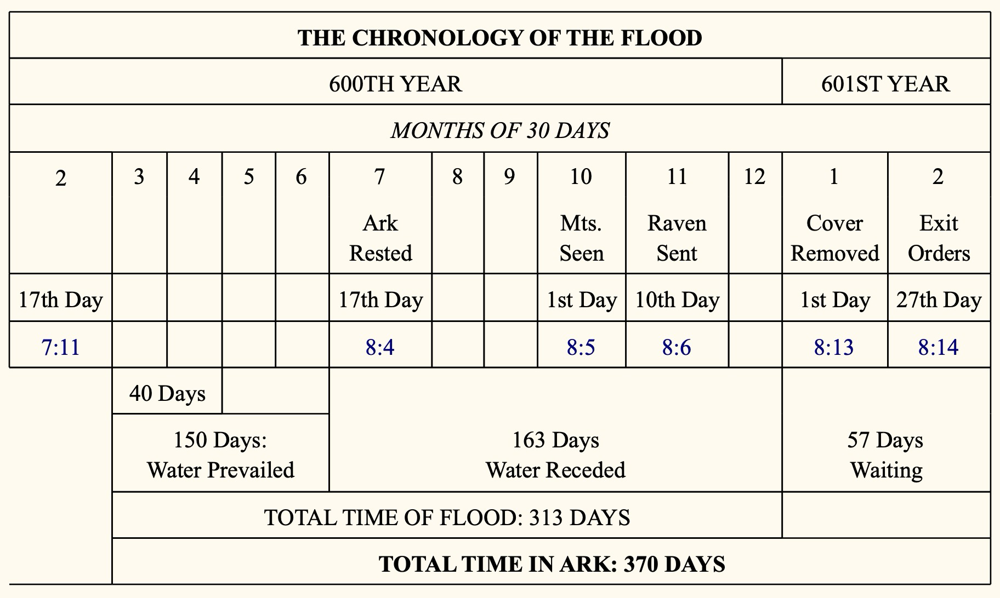 THE CHRONOLOGY OF THE FLOOD
600TH YEAR 601ST YEAR
MONTHS OF 30 DAYS
2 3 4 5 6 7 8 9 10 11 12 1 2
Ark Mts. Raven Cover Exit
Rested Seen Sent Removed Orders
17th Day 17th Day 1st Day 10th Day 1st Day 27th Day
7:11 8:4 8:5 8:6 8:13 8:14
40 Days
150 Days: 163 Days 57 Days
Water Prevailed Water Receded Waiting
TOTAL TIME OF FLOOD: 313 DAYS
TOTAL TIME IN ARK: 370 DAYS